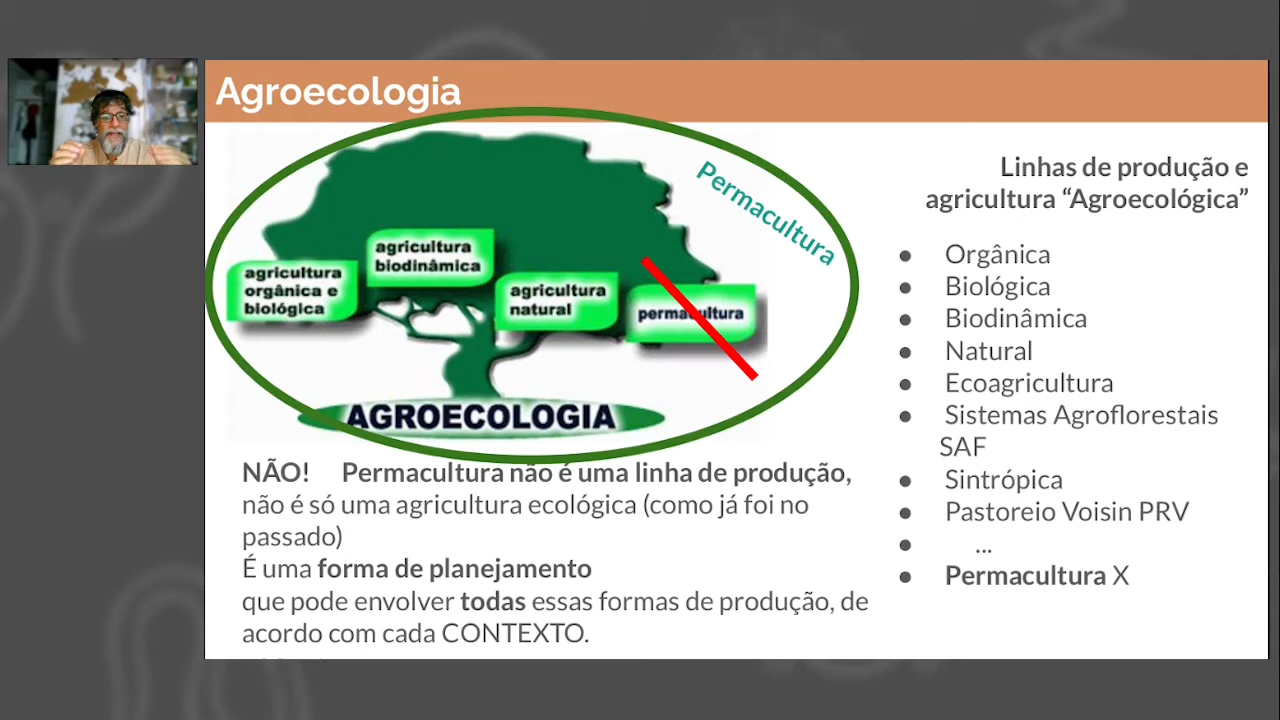 Agroecologia
Permacultura
agricultura
orgânica e
biológica
agricultura
biodinâmica
agricultura
natural
permacultura
AGROECOLOGIA
NÃO! Permacultura não é uma linha de produção,
não é só uma agricultura ecológica (como já foi no
passado)
É uma forma de planejamento
que pode envolver todas essas formas de produção, de
acordo com cada CONTEXTO.
Linhas de produção e
agricultura “Agroecológica”
● Orgânica
● Biológica
● Biodinâmica
● Natural
● Ecoagricultura
● Sistemas Agroflorestais
SAF
● Sintrópica
● Pastoreio Voisin PRV
● ...
● Permacultura X